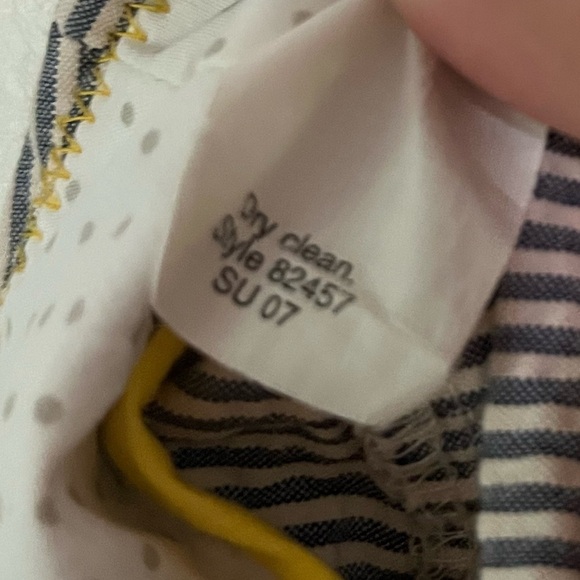 Dry clean.
Style 82457
SU 07